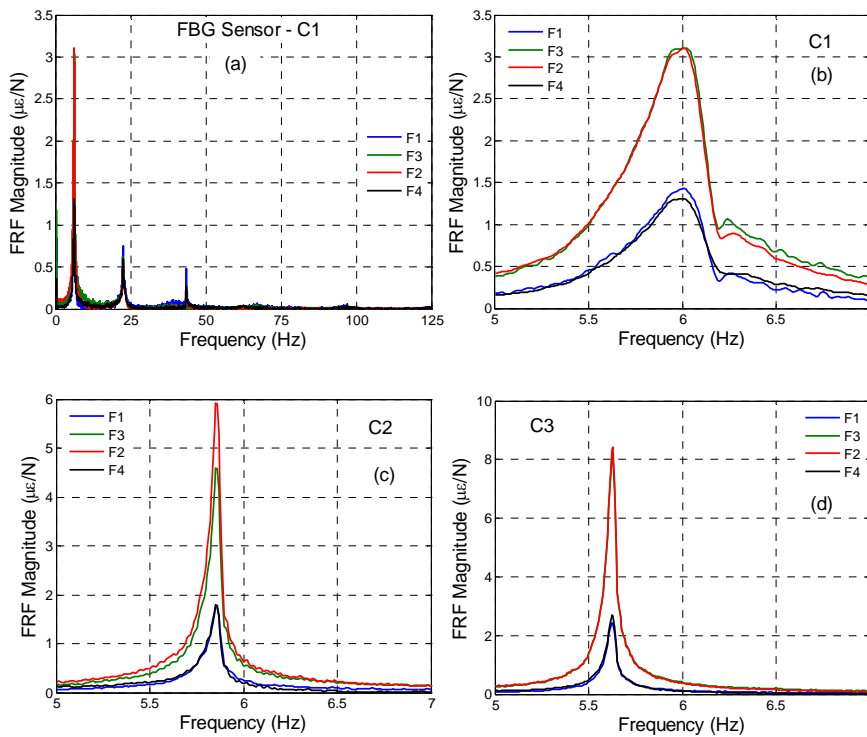 FBG Sensor - C1
(a)
3.5
3
2.5
2
1.5
1
0.5
0
FRF Magnitude (με/N)
F1
F3
F2
F4
0 25 50 75 100 125
Frequency (Hz)
C1
(b)
3.5
3
2.5
2
1.5
1
0.5
0
FRF Magnitude (με/N)
F1
F3
F2
F4
5 5.5 6 6.5
Frequency (Hz)
C2
(c)
6
5
4
3
2
1
0
FRF Magnitude (με/N)
F1
F3
F2
F4
5 5.5 6 6.5 7
Frequency (Hz)
C3
(d)
10
8
6
4
2
0
FRF Magnitude (με/N)
F1
F3
F2
F4
5 5.5 6 6.5
Frequency (Hz)